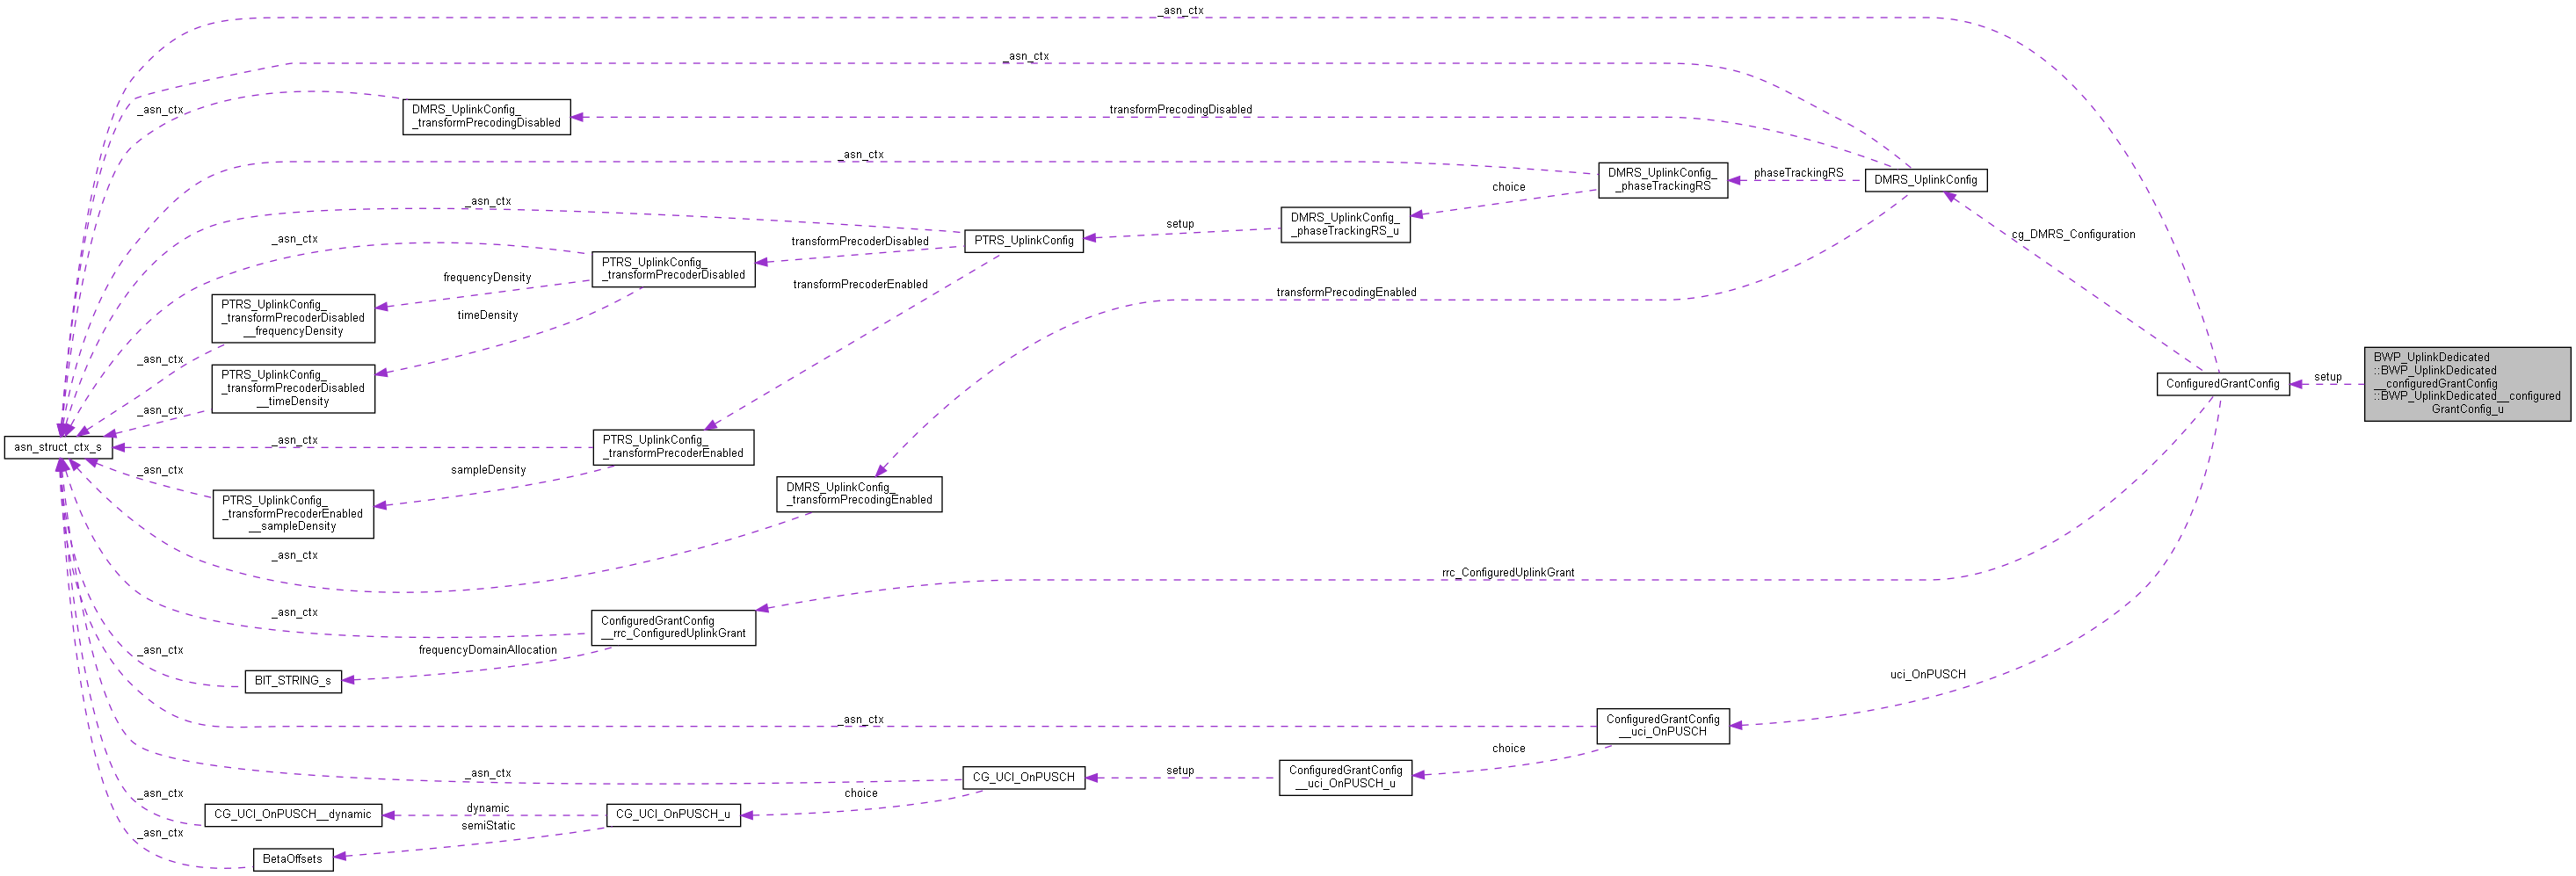 _asn_ctx
_asn_ctx
DMRS_UplinkConfig_
_transformPrecodingDisabled
_asn_ctx
transformPrecodingDisabled
_asn_ctx
DMRS_UplinkConfig_
_phaseTrackingRS
phaseTrackingRS
DMRS_UplinkConfig
choice
_asn_ctx
DMRS_UplinkConfig_
_phaseTrackingRS_u
setup
PTRS_UplinkConfig
cg_DMRS_Configuration
_asn_ctx
transformPrecoderDisabled
PTRS_UplinkConfig_
_transformPrecoderDisabled
frequencyDensity
transformPrecoderEnabled
transformPrecodingEnabled
PTRS_UplinkConfig_
_transformPrecoderDisabled
__frequencyDensity
timeDensity
_asn_ctx
PTRS_UplinkConfig_
_transformPrecoderDisabled
__timeDensity
_asn_ctx
BWP_UplinkDedicated
::BWP_UplinkDedicated
__configuredGrantConfig
::BWP_UplinkDedicated__configured
GrantConfig_u
setup
ConfiguredGrantConfig
asn_struct_ctx_s
_asn_ctx
PTRS_UplinkConfig_
_transformPrecoderEnabled
sampleDensity
_asn_ctx
PTRS_UplinkConfig_
_transformPrecoderEnabled
__sampleDensity
DMRS_UplinkConfig_
_transformPrecodingEnabled
_asn_ctx
rrc_ConfiguredUplinkGrant
_asn_ctx
ConfiguredGrantConfig
__rrc_ConfiguredUplinkGrant
frequencyDomainAllocation
_asn_ctx
BIT_STRING_s
uci_OnPUSCH
_asn_ctx
ConfiguredGrantConfig
__uci_OnPUSCH
choice
_asn_ctx
CG_UCI_OnPUSCH
setup
ConfiguredGrantConfig
__uci_OnPUSCH_u
choice
_asn_ctx
CG_UCI_OnPUSCH__dynamic
dynamic
CG_UCI_OnPUSCH_u
semiStatic
_asn_ctx
BetaOffsets